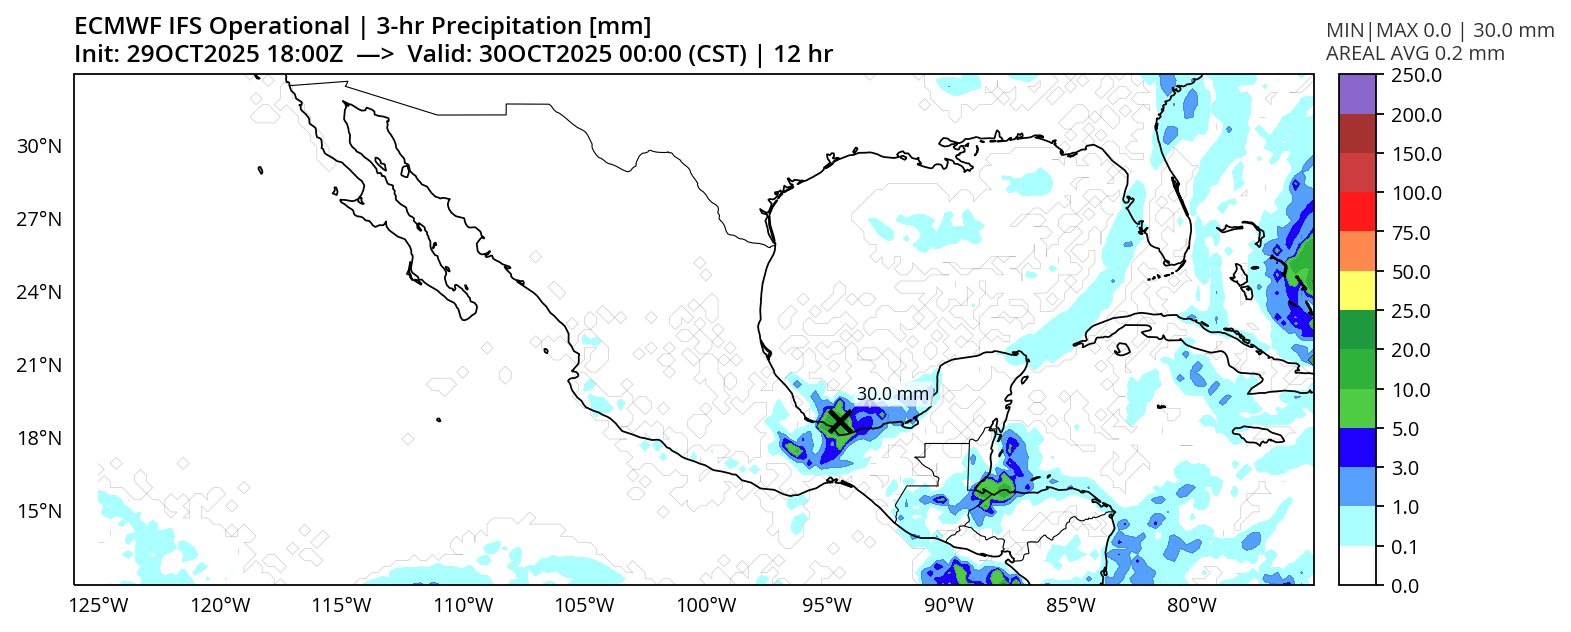 ECMWF IFS Operational | 3-hr Precipitation [mm]
Init: 29OCT2025 18:00Z —> Valid: 30OCT2025 00:00 (CST) | 12 hr
MIN|MAX 0.0 | 30.0 mm
AREAL AVG 0.2 mm
250.0
200.0
150.0
100.0
75.0
50.0
25.0
20.0
10.0
5.0
3.0
1.0
0.1
0.0
30°N
27°N
24°N
21°N
18°N
15°N
30.0 mm
125°W
120°W
115°W
110°W
105°W
100°W
95°W
90°W
85°W
80°W